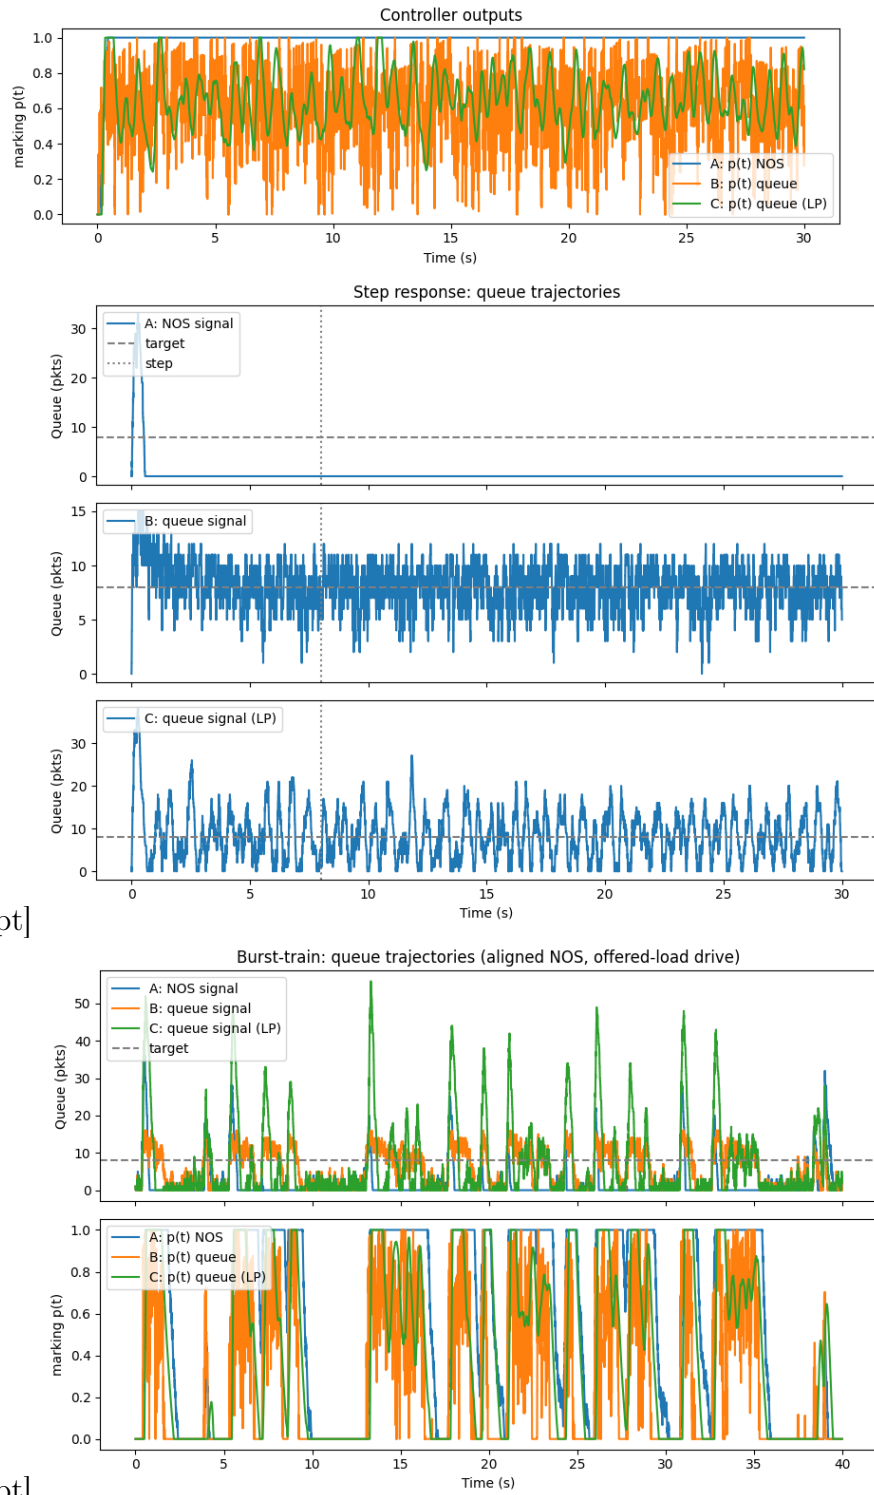 Controller outputs
1.0
0.8
0.6
0.4
0.2
0.0
marking p(t)
A: p(t) NOS
B: p(t) queue
C: p(t) queue (LP)
0 5 10 15 20 25 30
Time (s)
Step response: queue trajectories
30
20
10
0
Queue (pkts)
A: NOS signal
target
step
15
10
5
0
Queue (pkts)
B: queue signal
30
20
10
0
Queue (pkts)
C: queue signal (LP)
0 5 10 15 20 25 30
Time (s)
pt]
Burst-train: queue trajectories (aligned NOS, offered-load drive)
50
40
30
20
10
0
Queue (pkts)
A: NOS signal
B: queue signal
C: queue signal (LP)
target
1.0
0.8
0.6
0.4
0.2
0.0
marking p(t)
A: p(t) NOS
B: p(t) queue
C: p(t) queue (LP)
0 5 10 15 20 25 30 35 40
Time (s)
pt]